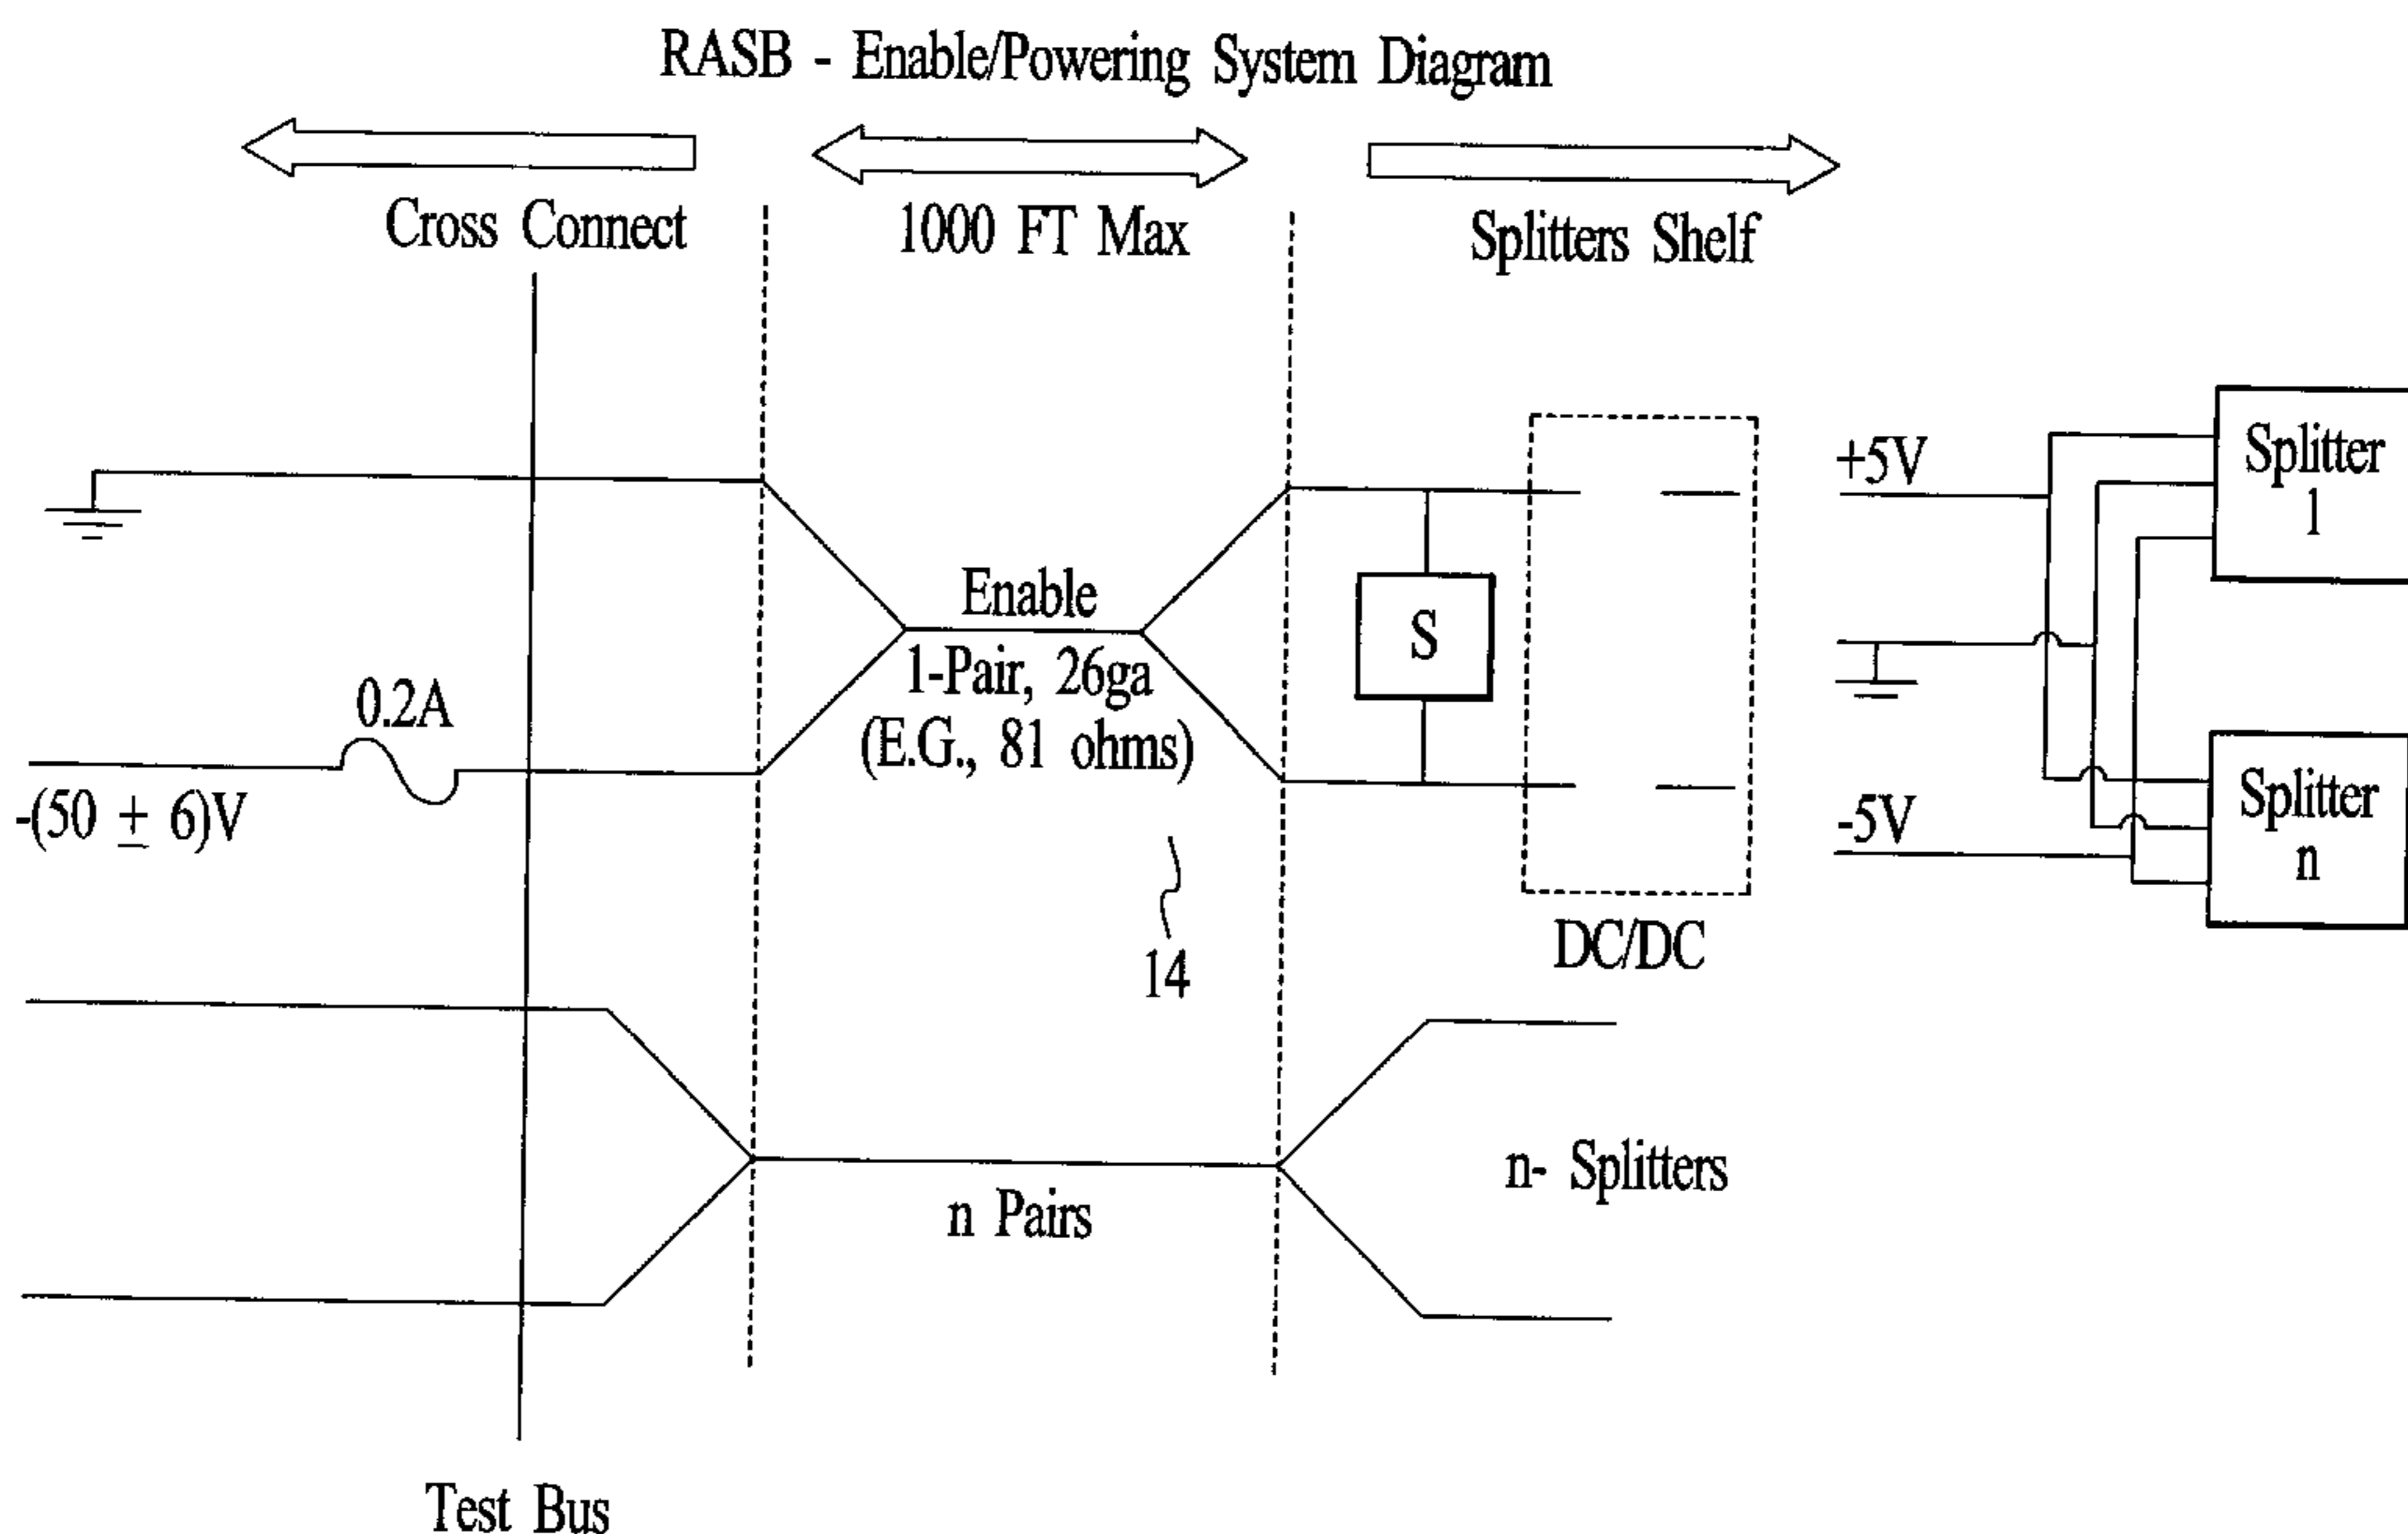 RASB - Enable/Powering System Diagram
Cross Connect
1000 FT Max
Splitters Shelf
+5V
Splitter
1
Enable
1-Pair, 26ga
(E.G., 81 ohms)
S
0.2A
-(50 ± 6)V
-5V
Splitter
n
14
DC/DC
n Pairs
n- Splitters
Test Bus